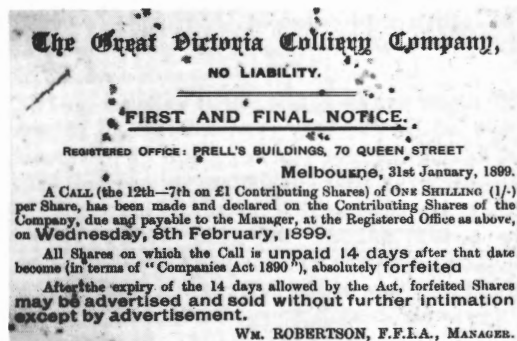 The Great Victoria Colliery Company,
NO LIABILITY.
FIRST AND FINAL NOTICE.
REGISTERED OFFICE: PRELL'S BUILDINGS, 70 QUEEN STREET
Melbourne, 31st January, 1899.
A CALL (the 12th—7th on £1 Contributing Shares) of ONE SHILLING (1/-)
per Share, has been made and declared on the Contributing Shares of the
Company, due and payable to the Manager, at the Registered Office as above,
on Wednesday, 8th February, 1899.
All Shares on which the Call is unpaid 14 days after that date
become (in terms of "Companies Act 1890"), absolutely forfeited
After the expiry of the 14 days allowed by the Act, forfeited Shares
may be advertised and sold without further intimation
except by advertisement.
WM. ROBERTSON, F.F.I.A., MANAGER.